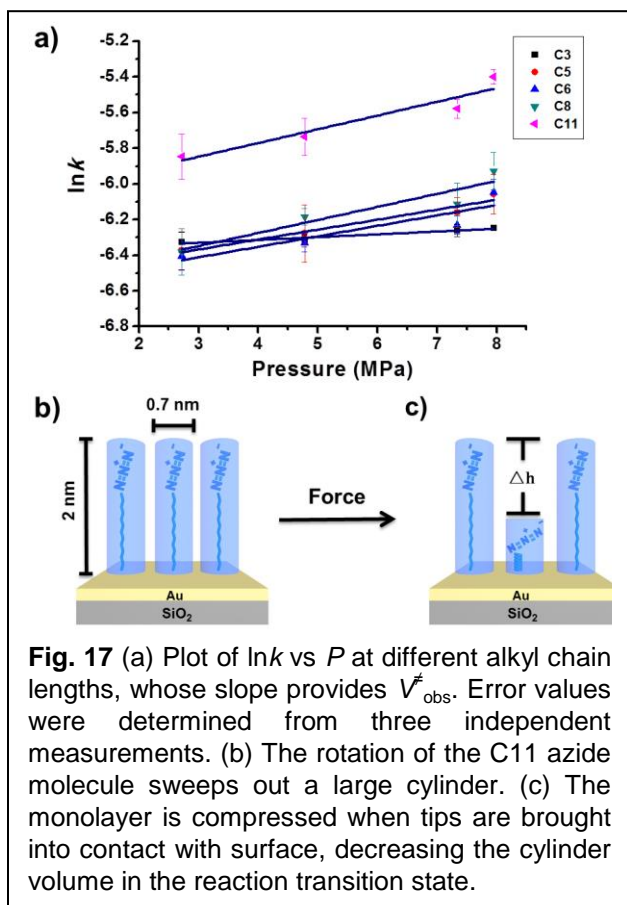 a)
-5.2
-5.4
-5.6
-5.8
-6.0
-6.2
-6.4
-6.6
-6.8
lnk
C3
C5
C6
C8
C11
2 3 4 5 6 7 8 9
Pressure (MPa)
b)
0.7 nm
c)
2 nm
N=N=N
+
-
N=N=N
+
-
N=N=N
+
-
Force
N=N=N
+
-
△h
N=N=N
+
-
N=N=N
+
-
Au
SiO₂
Au
SiO₂
Fig. 17 (a) Plot of lnk vs P at different alkyl chain
lengths, whose slope provides V≠obs. Error values
were determined from three independent
measurements. (b) The rotation of the C11 azide
molecule sweeps out a large cylinder. (c) The
monolayer is compressed when tips are brought
into contact with surface, decreasing the cylinder
volume in the reaction transition state.